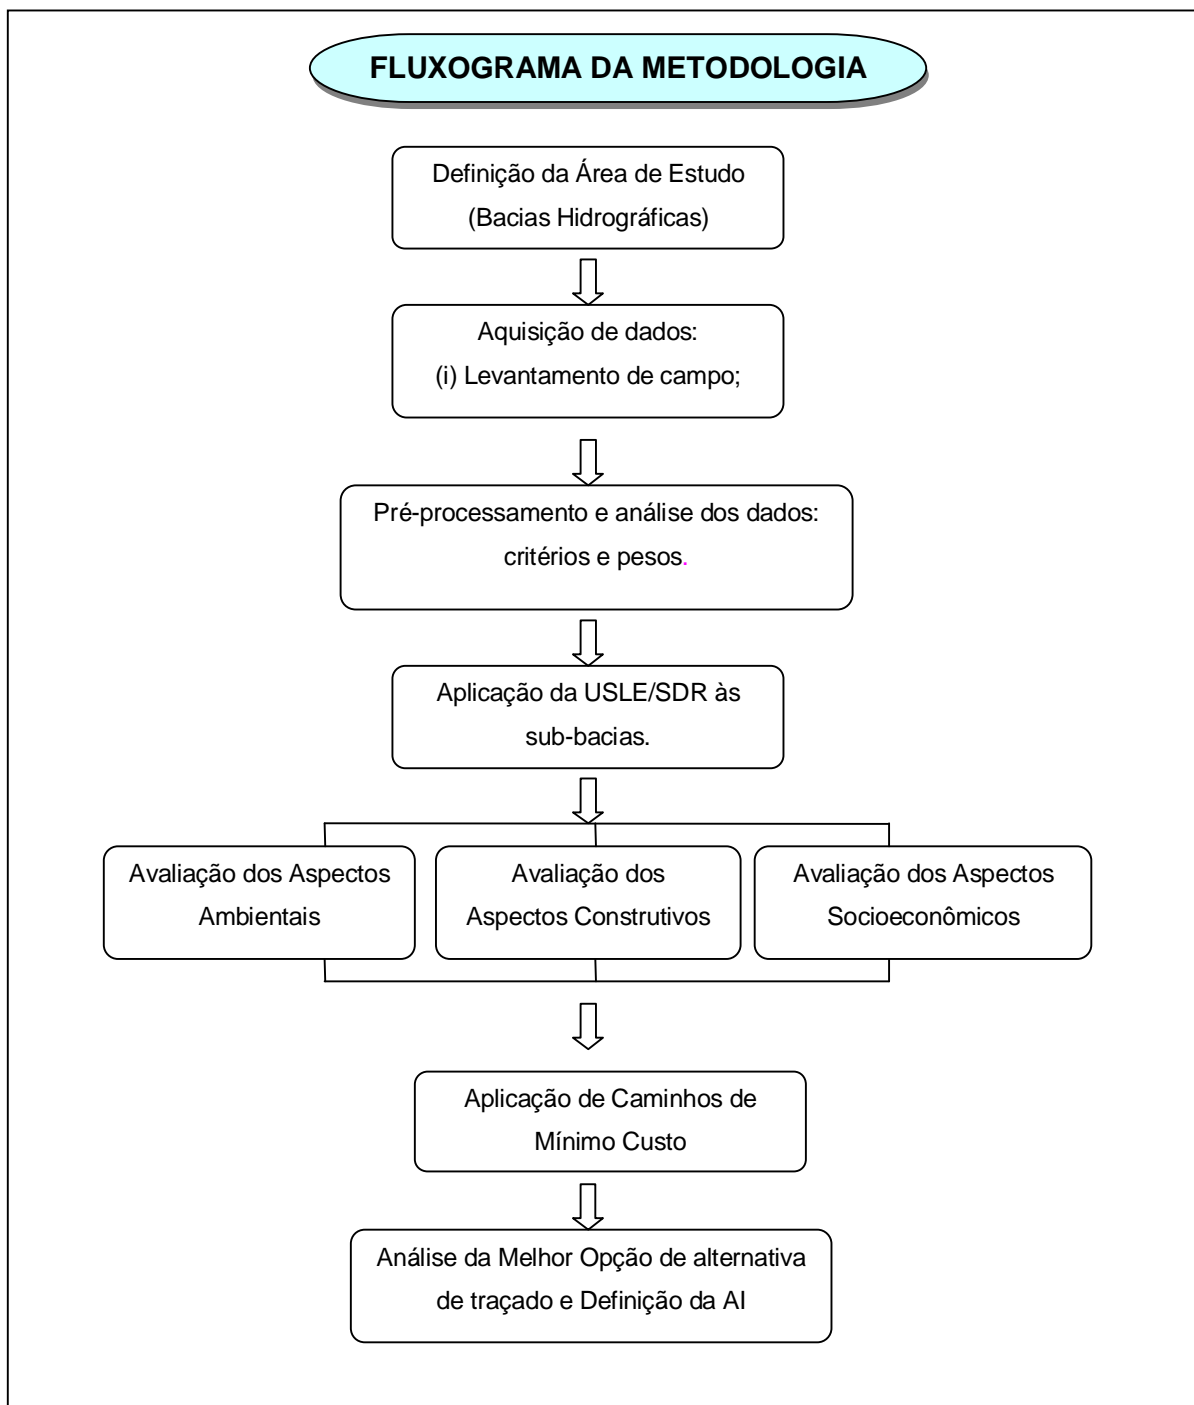 FLUXOGRAMA DA METODOLOGIA
Definição da Área de Estudo
(Bacias Hidrográficas)
Aquisição de dados:
(i) Levantamento de campo;
Pré-processamento e análise dos dados:
critérios e pesos.
Aplicação da USLE/SDR às
sub-bacias.
Avaliação dos Aspectos
Ambientais
Avaliação dos
Aspectos Construtivos
Avaliação dos Aspectos
Socioeconômicos
Aplicação de Caminhos de
Mínimo Custo
Análise da Melhor Opção de alternativa
de traçado e Definição da AI